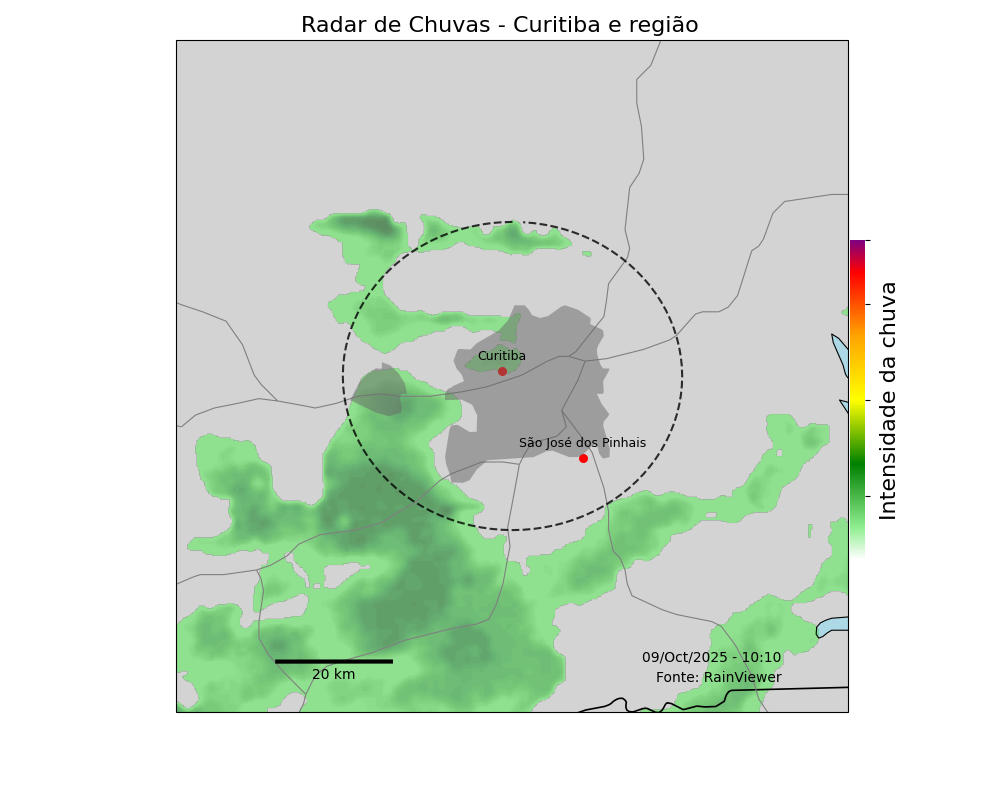 Radar de Chuvas - Curitiba e região
Curitiba
São José dos Pinhais
Intensidade da chuva
09/Oct/2025 - 10:10
Fonte: RainViewer
20 km